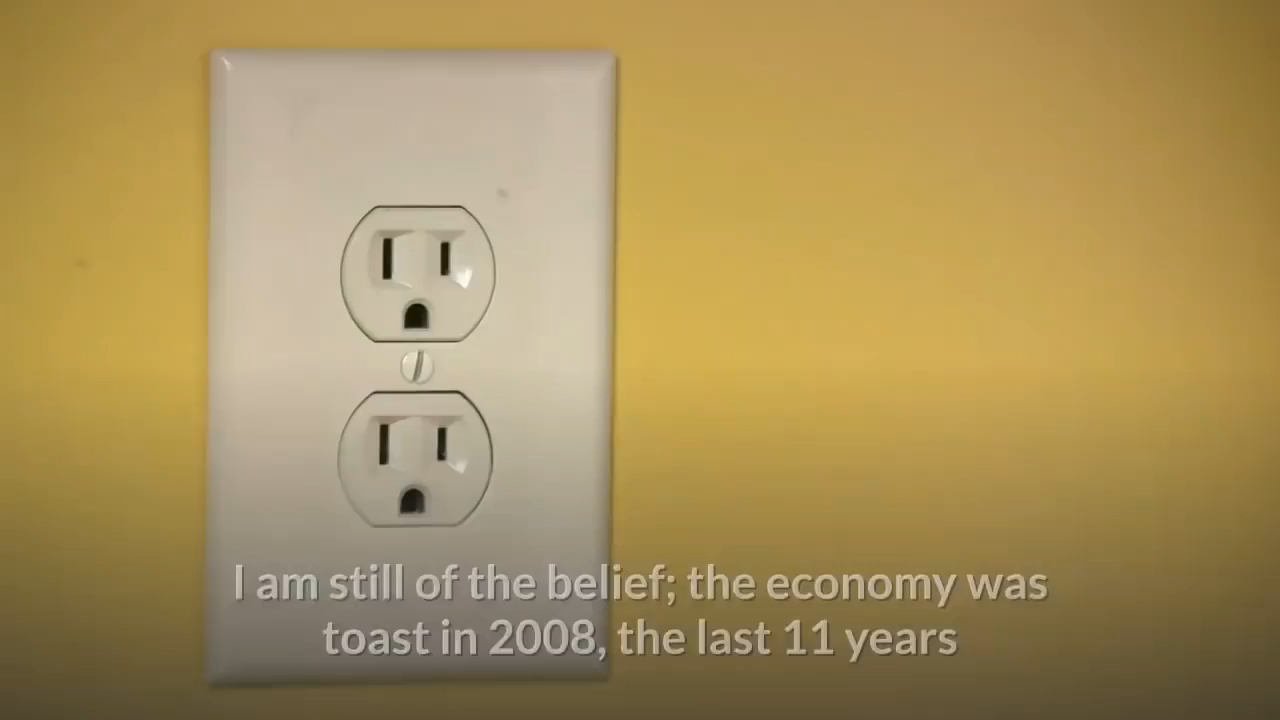 I am still of the belief; the economy was
toast in 2008, the last 11 years